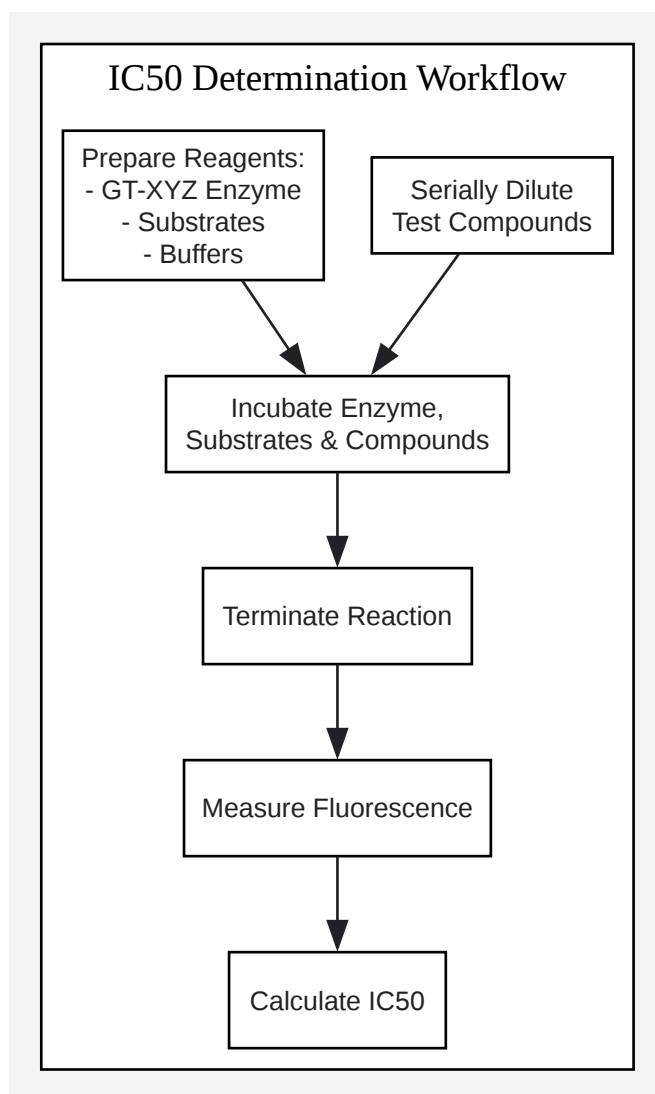 IC50 Determination Workflow
Prepare Reagents:
- GT-XYZ Enzyme
- Substrates
- Buffers
Serially Dilute
Test Compounds
Incubate Enzyme,
Substrates & Compounds
Terminate Reaction
Measure Fluorescence
Calculate IC50